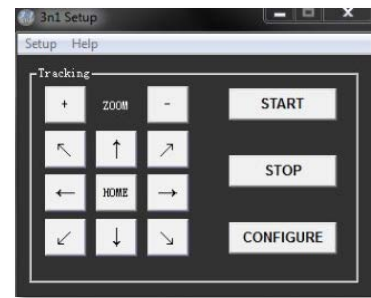 3n1 Setup
Setup Help
Tracking
+ ZOOM - START
↖ ↑ ↗
STOP
← HOME →
↙ ↓ ↘ CONFIGURE